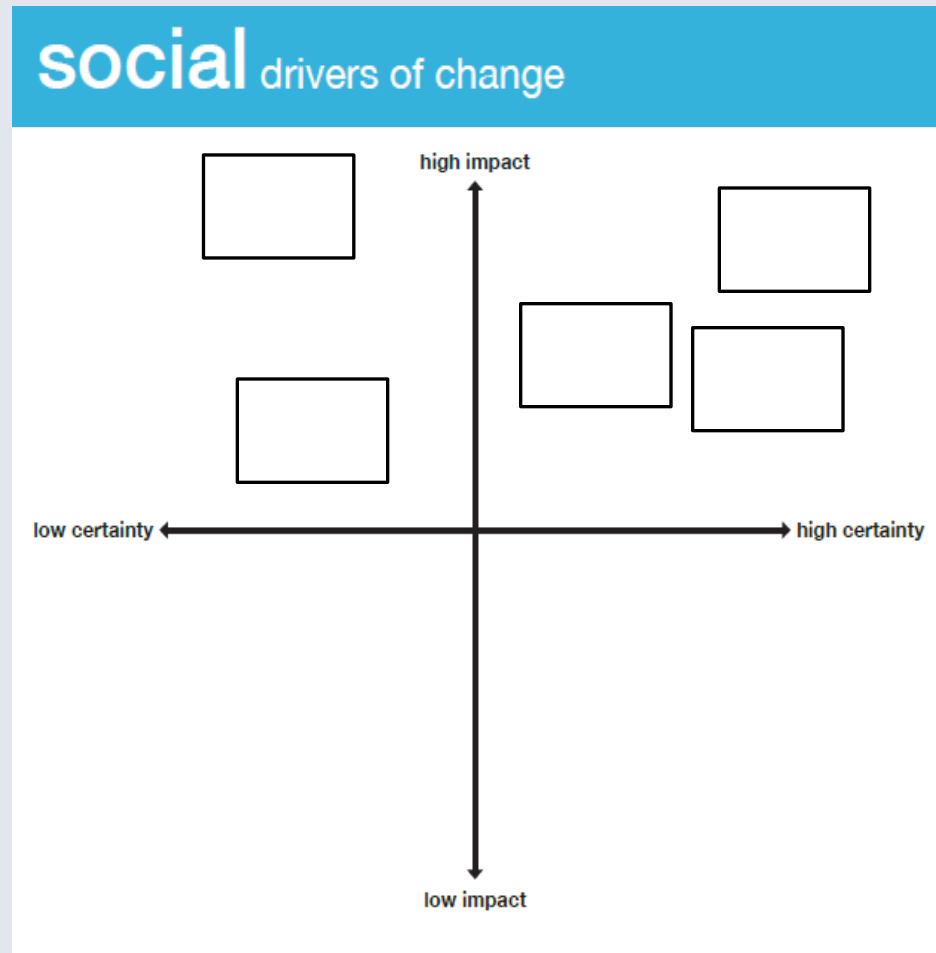 social drivers of change
high impact
low certainty
high certainty
low impact